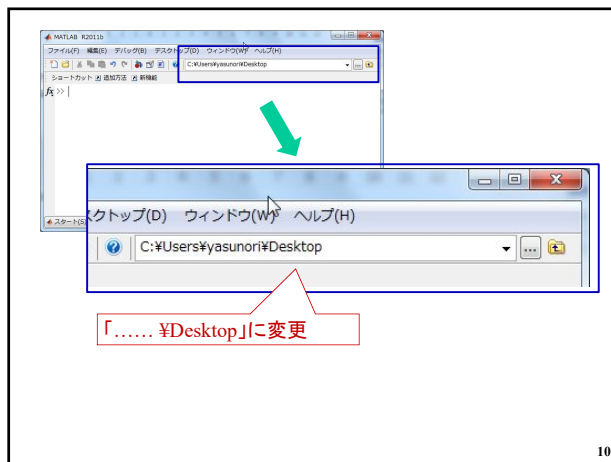 MATLAB R2011b
ファイル(F) 編集(E) デバッグ(B) デスクトップ(D) ウィンドウ(W) ヘルプ(H)
C:¥Users¥yasunori¥Desktop
ショートカット 追加方法 新機能
fx >>
スタート(S)
スクトップ(D) ウィンドウ(W) ヘルプ(H)
C:¥Users¥yasunori¥Desktop
「…… ¥Desktop」に変更
10